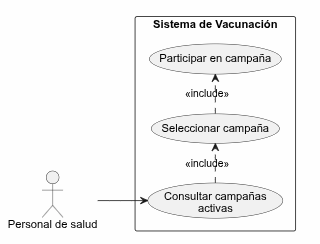 Sistema de Vacunación
Participar en campaña
«include»
Seleccionar campaña
«include»
Consultar campañas
activas
Personal de salud